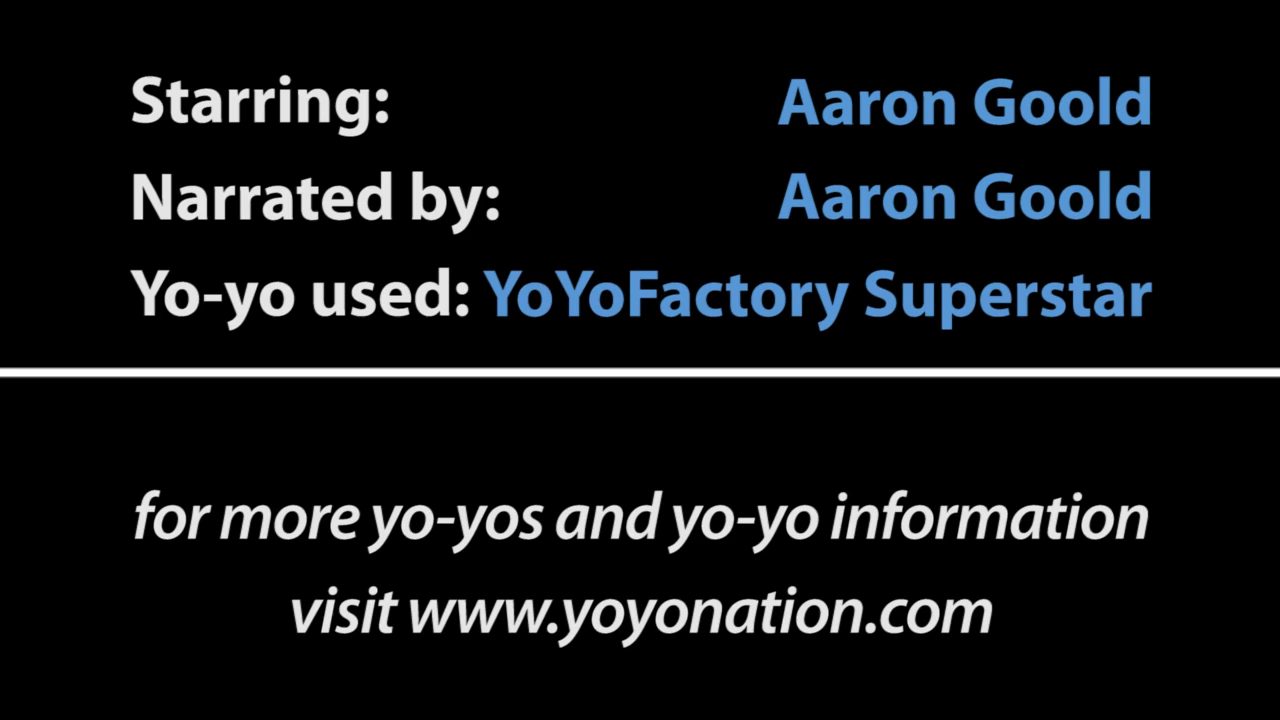 Starring: Aaron Goold
Narrated by: Aaron Goold
Yo-yo used: YoYoFactory Superstar
for more yo-yos and yo-yo information
visit www.yoyonation.com